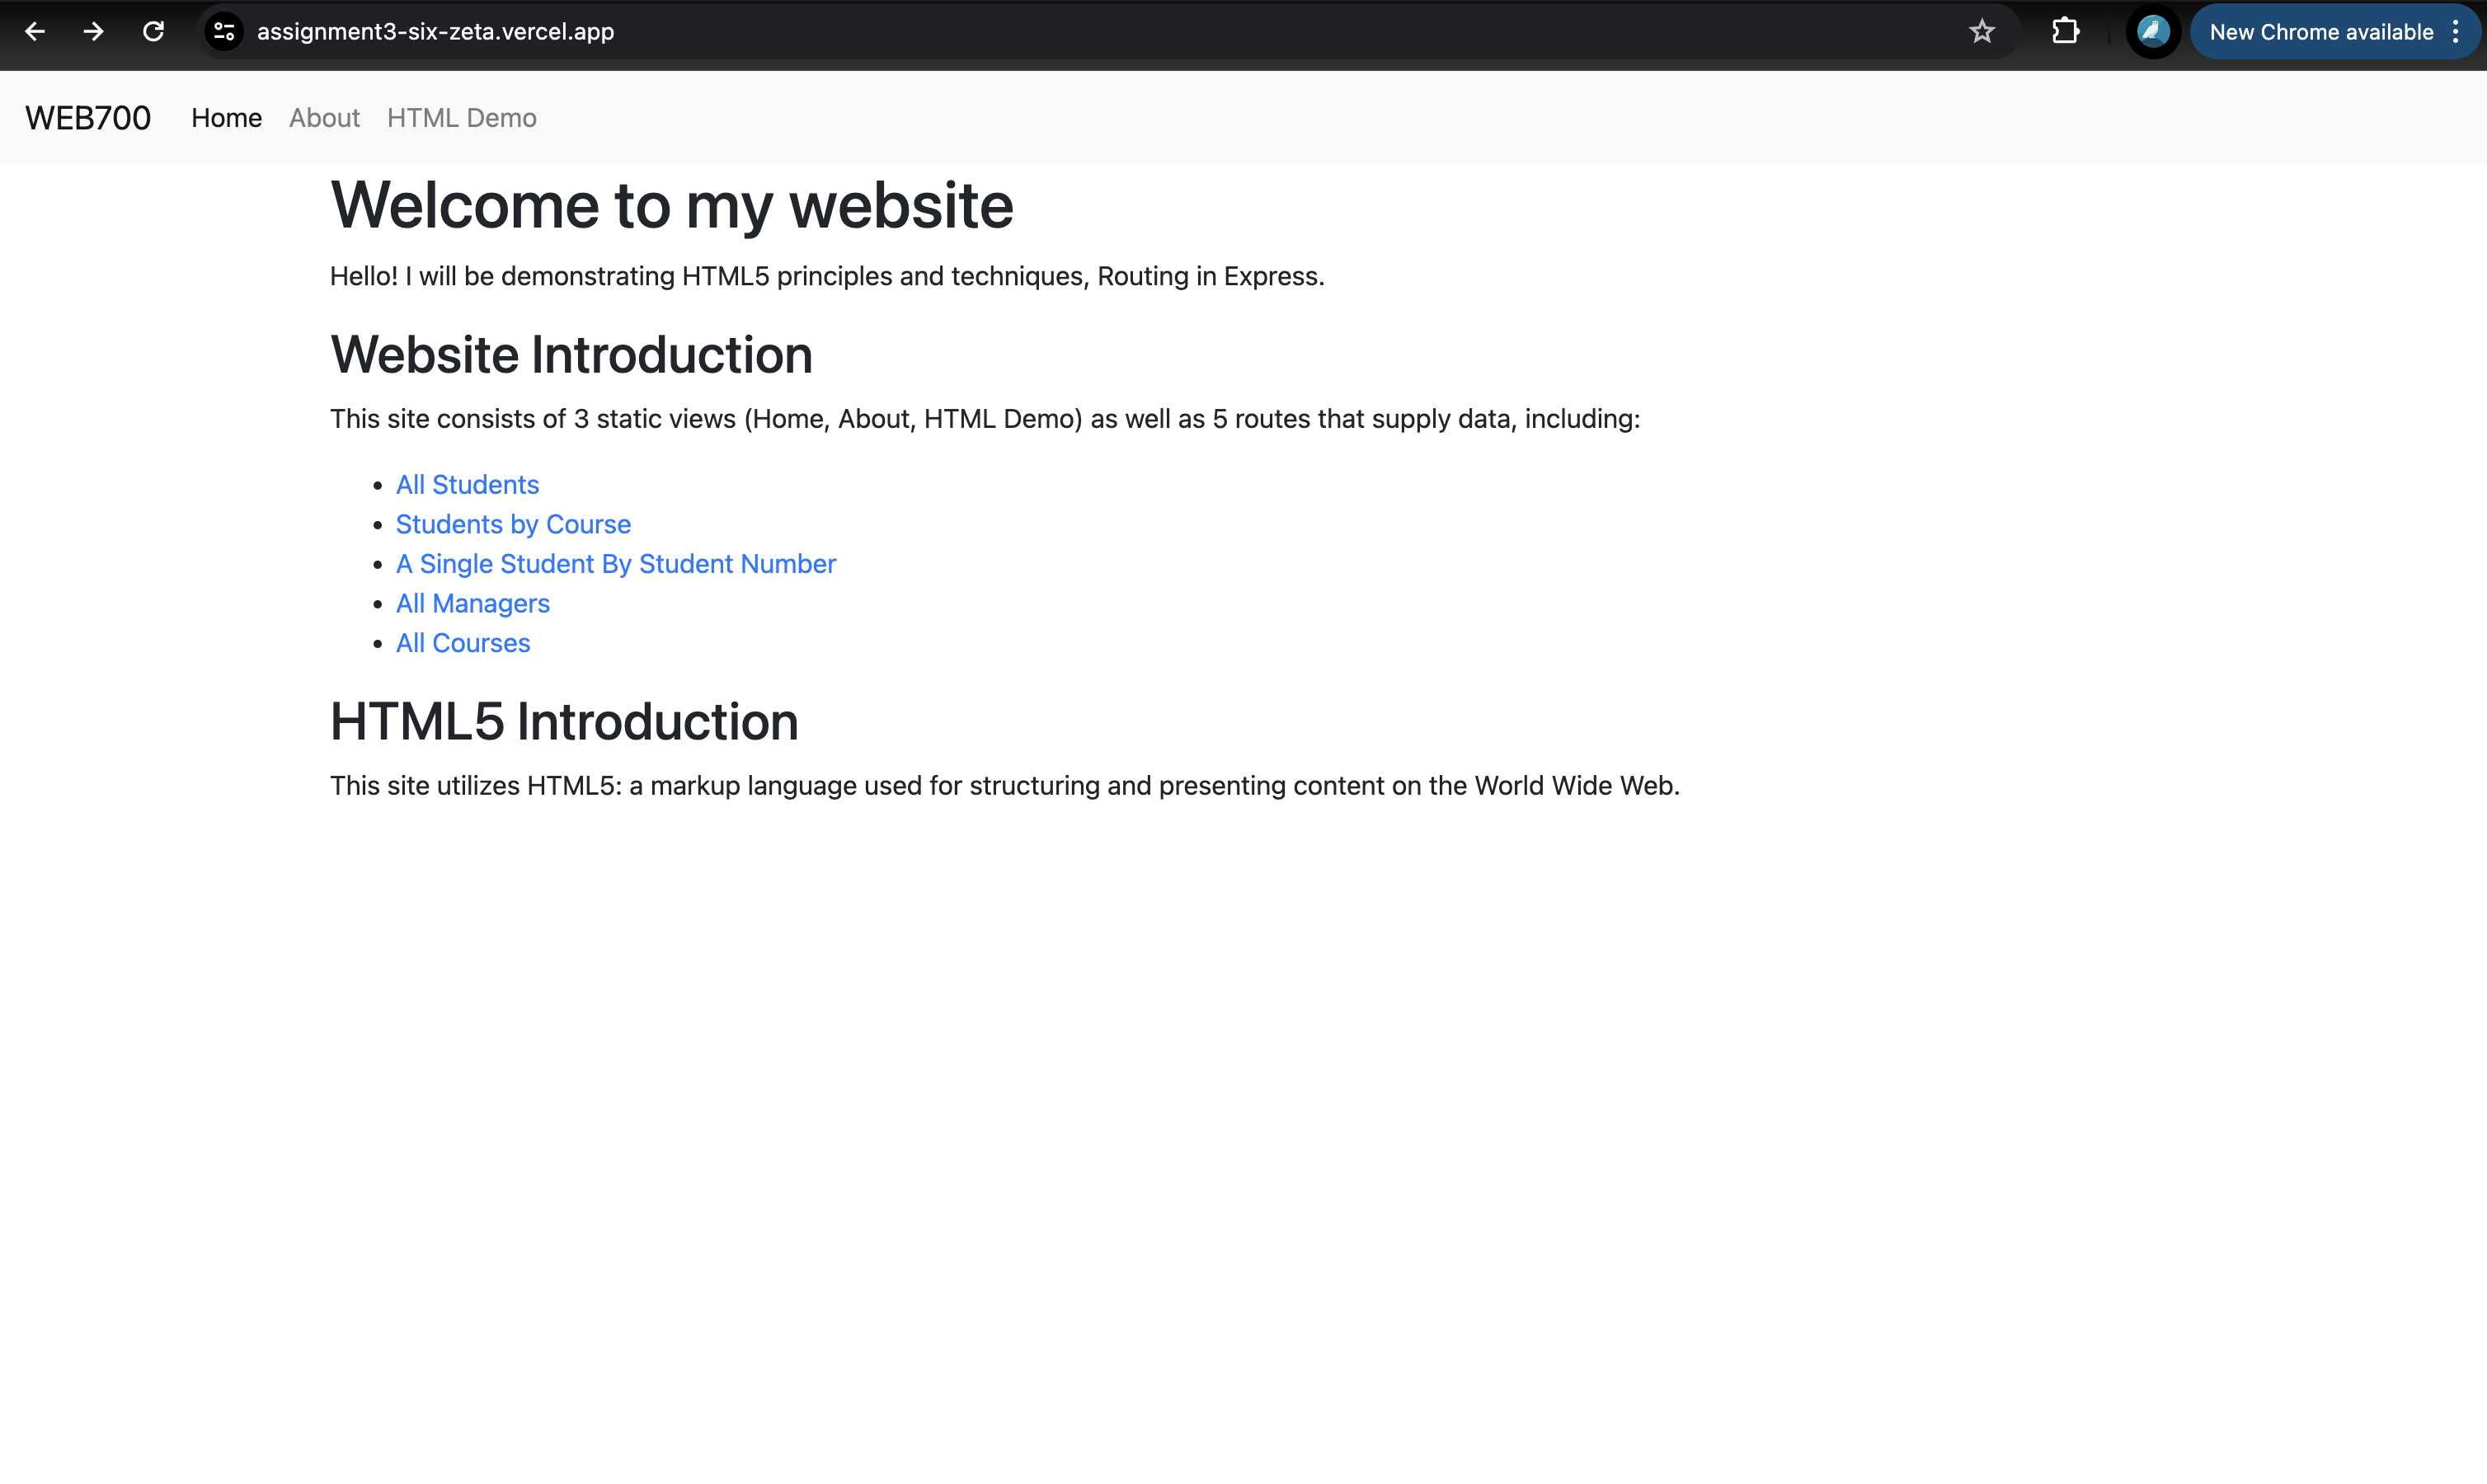 assignment3-six-zeta.vercel.app
New Chrome available
WEB700 Home About HTML Demo
Welcome to my website
Hello! I will be demonstrating HTML5 principles and techniques, Routing in Express.
Website Introduction
This site consists of 3 static views (Home, About, HTML Demo) as well as 5 routes that supply data, including:
• All Students
• Students by Course
• A Single Student By Student Number
• All Managers
• All Courses
HTML5 Introduction
This site utilizes HTML5: a markup language used for structuring and presenting content on the World Wide Web.